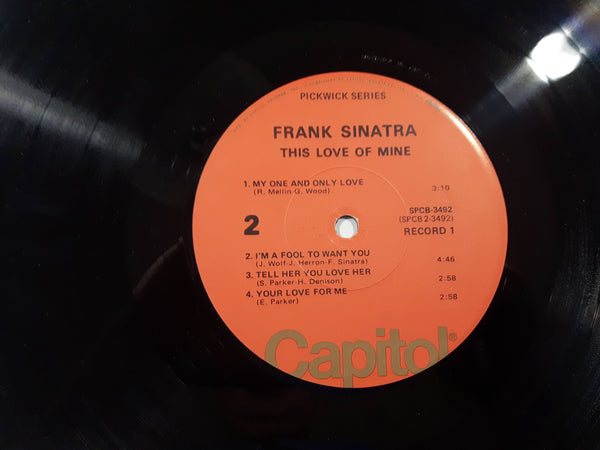 PICKWICK SERIES
FRANK SINATRA
THIS LOVE OF MINE
1. MY ONE AND ONLY LOVE 3:10
(R. Mellin-G. Wood)
2
SPCB-3492
(SPCB 2-3492)
RECORD 1
2. I'M A FOOL TO WANT YOU 4:46
(J. Wolf-J. Herron-F. Sinatra)
3. TELL HER YOU LOVE HER 2:58
(S. Parker-H. Denison)
4. YOUR LOVE FOR ME 2:58
(E. Parker)
Capitol®